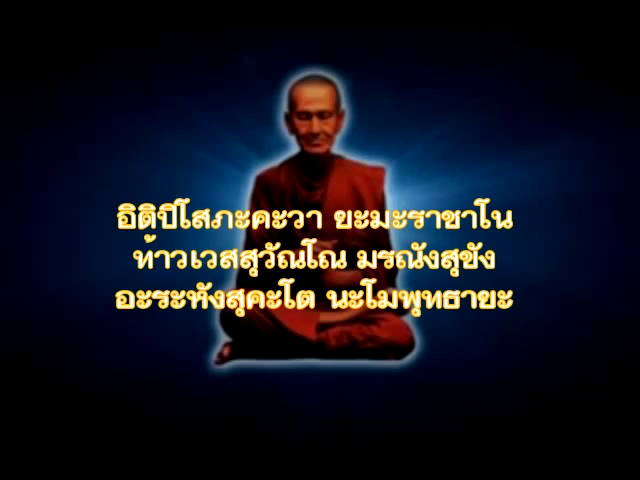 อิติปิโสภะคะวา ยะมะราชาโน
ท้าวเวสสุวัณโณ มรณังสุขัง
อะระหังสุคะโต นะโมพุทธายะ